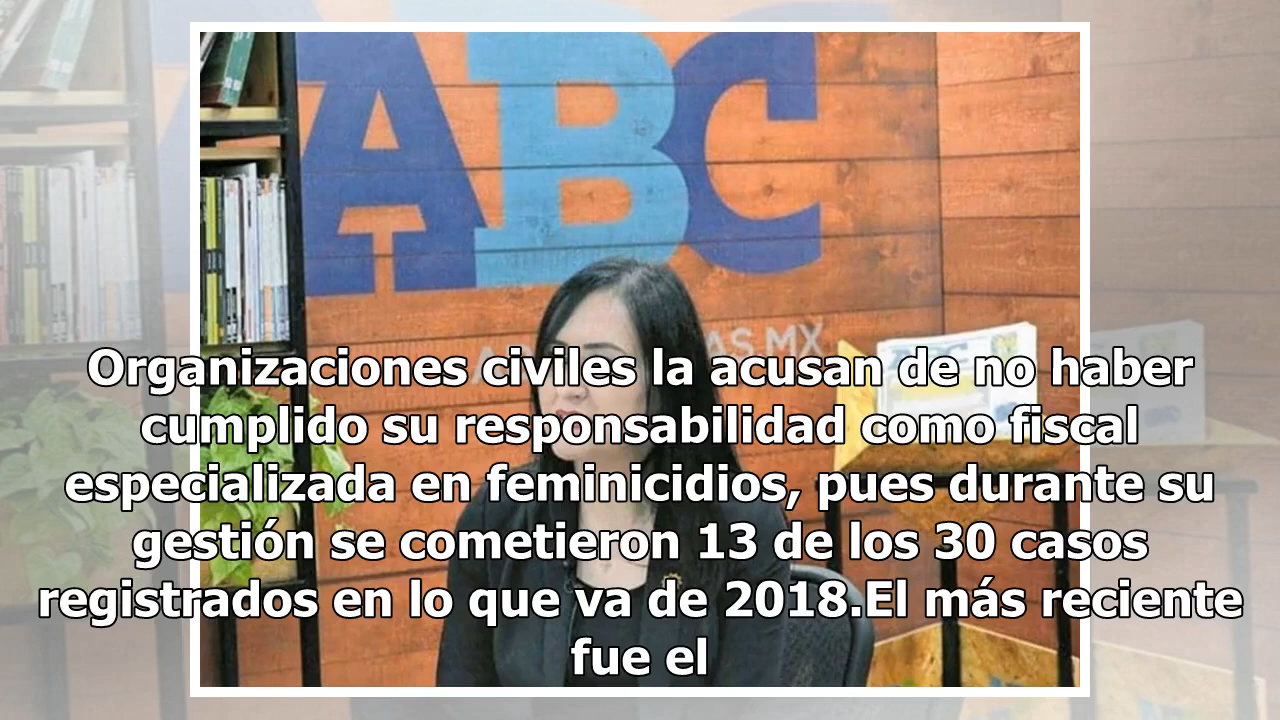 ABC
AS.MX
Organizaciones civiles la acusan de no haber
cumplido su responsabilidad como fiscal
especializada en feminicidios, pues durante su
gestión se cometieron 13 de los 30 casos
registrados en lo que va de 2018.El más reciente
fue el